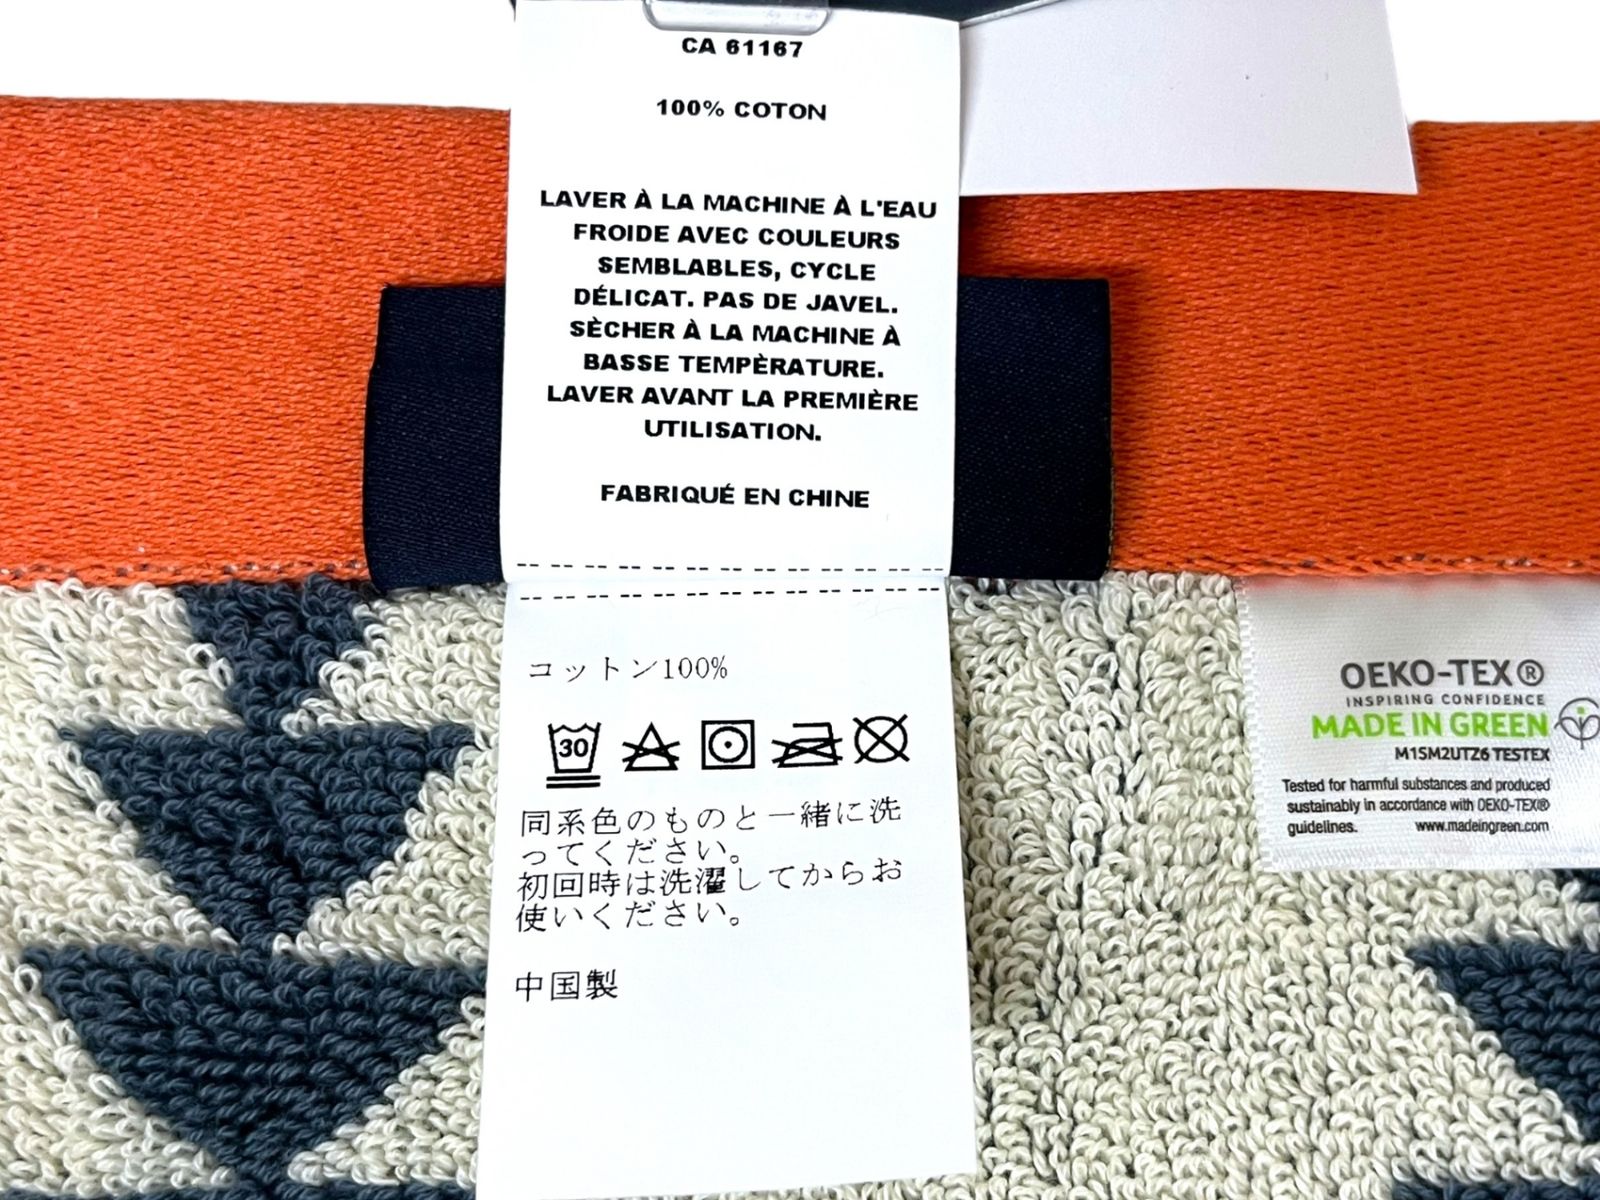 CA 61167
100% COTON
LAVER À LA MACHINE À L'EAU
FROIDE AVEC COULEURS
SEMBLABLES, CYCLE
DÉLICAT. PAS DE JAVEL.
SÈCHER À LA MACHINE À
BASSE TEMPÈRATURE.
LAVER AVANT LA PREMIÈRE
UTILISATION.
FABRIQUÉ EN CHINE
コットン100%
30
同系色のものと一緒に洗
ってください。
初回時は洗濯してからお
使いください。
中国製
OEKO-TEX®
INSPIRING CONFIDENCE
MADE IN GREEN
M1SM2UTZ6 TESTEX
Tested for harmful substances and produced
sustainably in accordance with OEKO-TEX®
guidelines. www.madeingreen.com